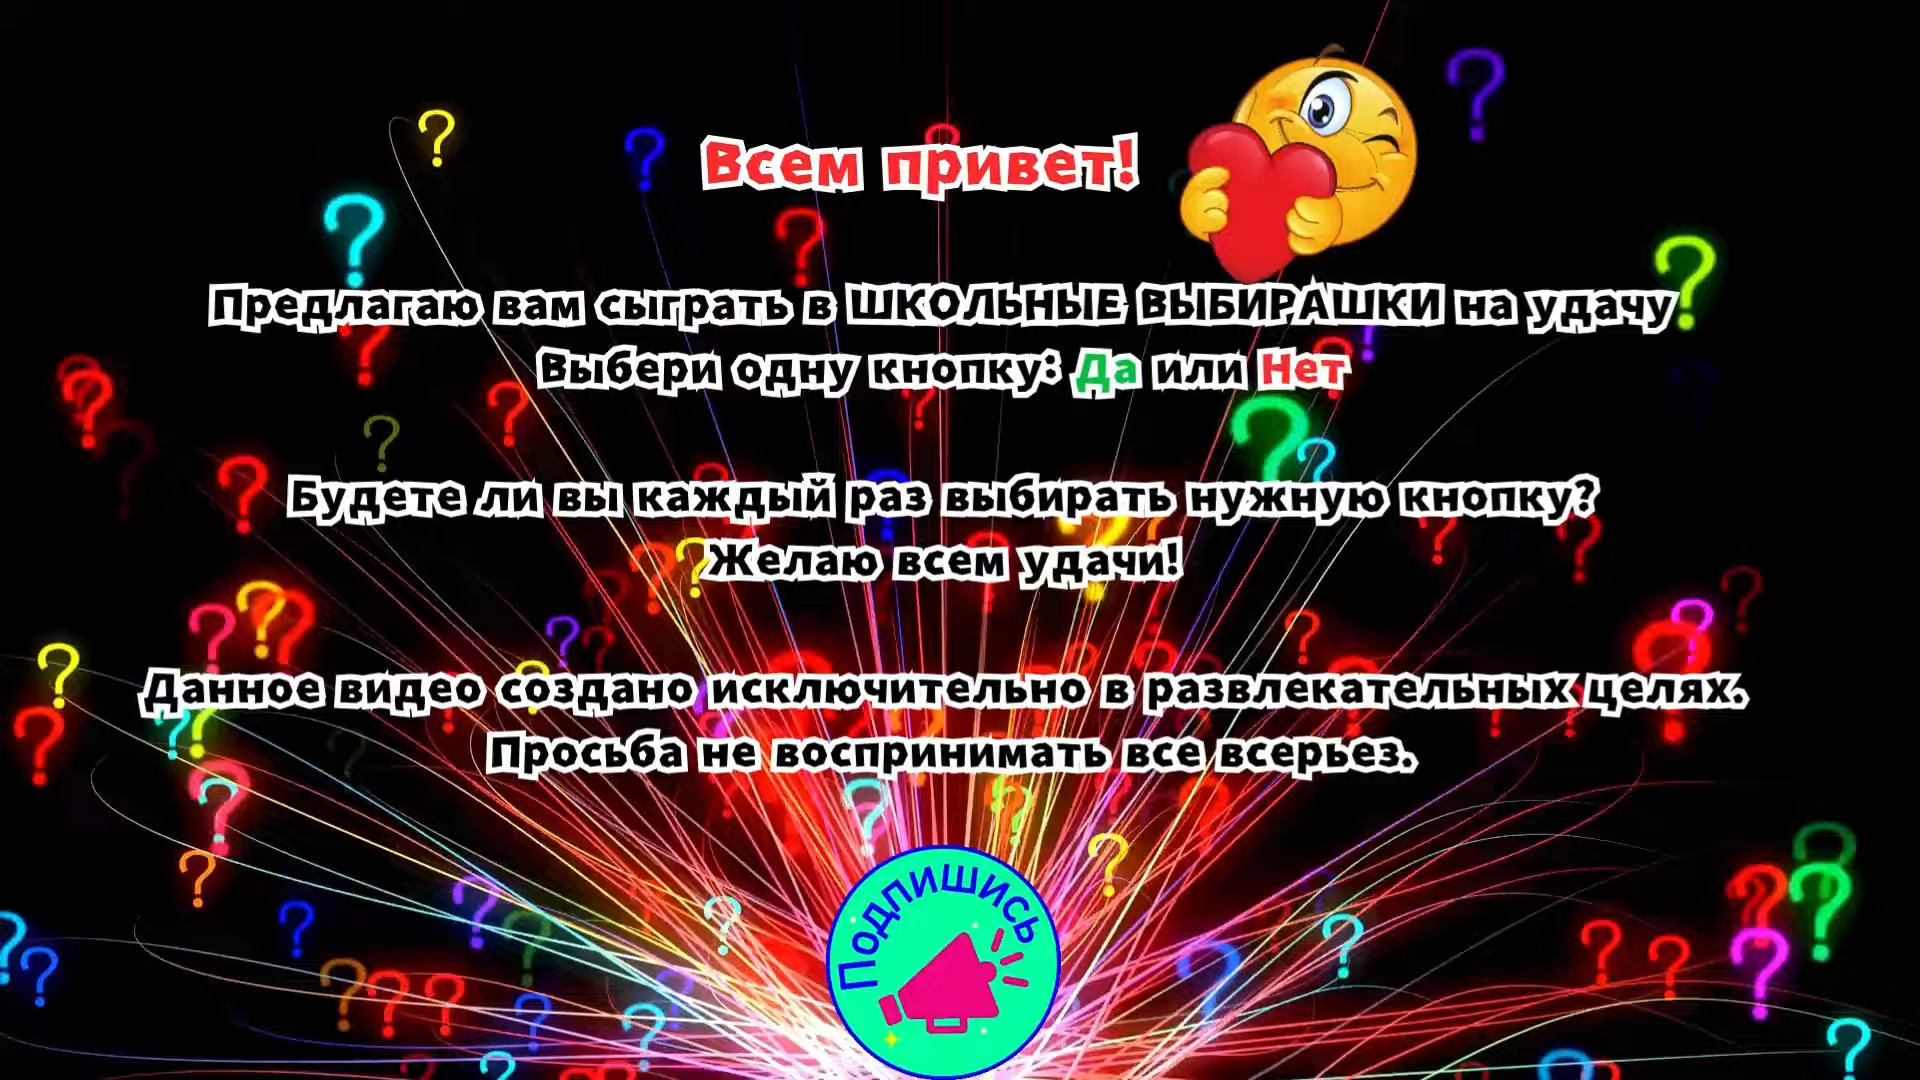 Всем привет!
Предлагаю вам сыграть в ШКОЛЬНЫЕ ВЫБИРАШКИ на удачу
Выбери одну кнопку: Да или Нет
Будете ли вы каждый раз выбирать нужную кнопку?
Желаю всем удачи!
Данное видео создано исключительно в развлекательных целях.
Просьба не воспринимать все всерьез.
Подпишись